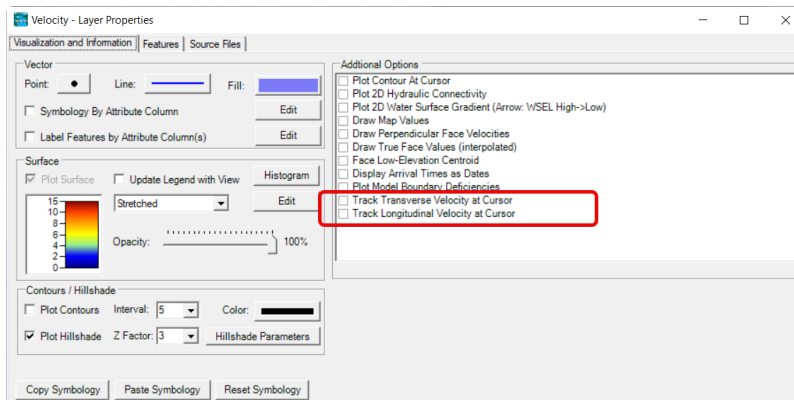 Velocity - Layer Properties
Visualization and Information
Features
Source Files
Vector
Point:
Line:
Fill:
Symbology By Attribute Column
Edit
Label Features by Attribute Column(s)
Edit
Surface
Plot Surface
Update Legend with View
Histogram
15
10
8
6
4
2
0
Stretched
Edit
Opacity:
100%
Contours / Hillshade
Plot Contours
Interval:
5
Color:
Plot Hillshade
Z Factor:
3
Hillshade Parameters
Copy Symbology
Paste Symbology
Reset Symbology
Addtional Options
Plot Contour At Cursor
Plot 2D Hydraulic Connectivity
Plot 2D Water Surface Gradient (Arrow: WSEL High->Low)
Draw Map Values
Draw Perpendicular Face Velocities
Draw True Face Values (interpolated)
Face Low-Elevation Centroid
Display Arrival Times as Dates
Plot Model Boundary Deficiencies
Track Transverse Velocity at Cursor
Track Longitudinal Velocity at Cursor